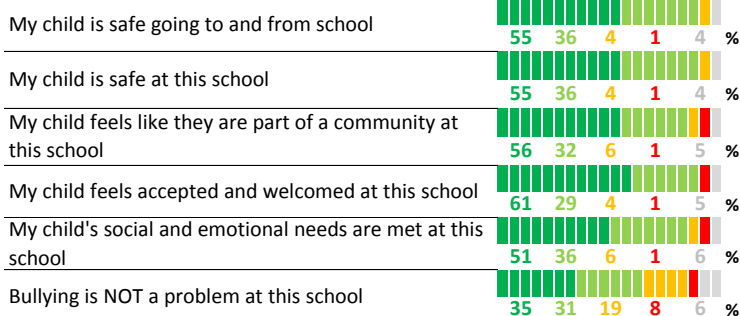 My child is safe going to and from school
55 36 4 1 4 %
My child is safe at this school
55 36 4 1 4 %
My child feels like they are part of a community at
this school
56 32 6 1 5 %
My child feels accepted and welcomed at this school
61 29 4 1 5 %
My child's social and emotional needs are met at this
school
51 36 6 1 6 %
Bullying is NOT a problem at this school
35 31 19 8 6 %